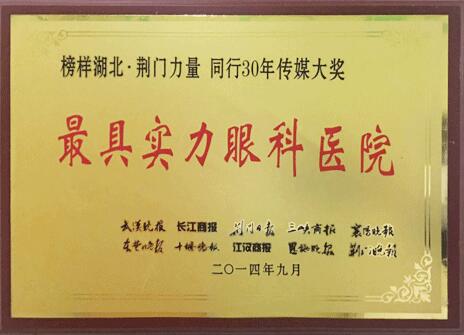 榜样湖北·荆门力量 同行30年传媒大奖
最具实力眼科医院
武汉晚报 长江商报 荆门日报 三峡商报 襄阳晚报
东楚晚报 十堰晚报 江汉商报 恩施晚报 荆门晚报
二〇一四年九月